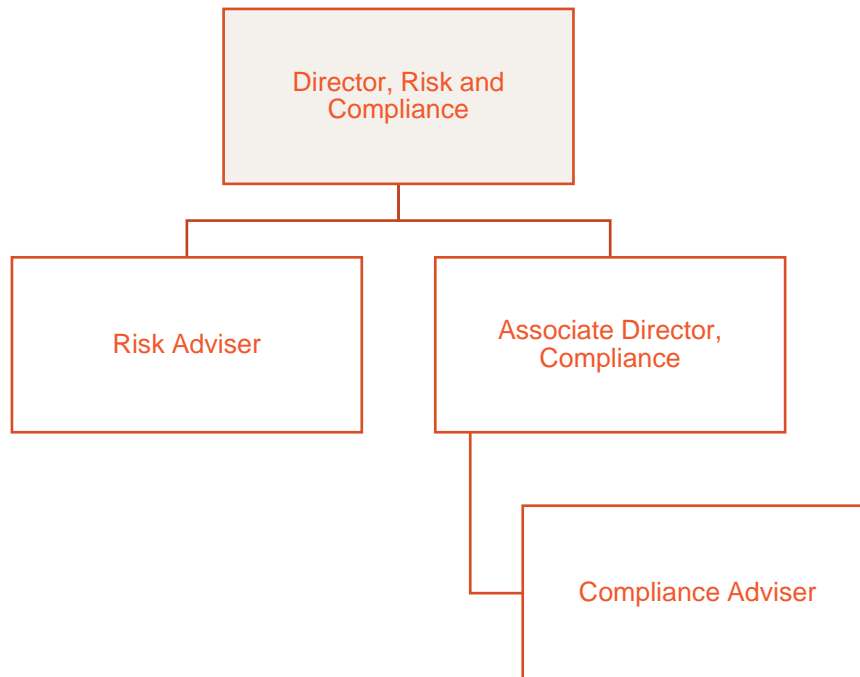 Director, Risk and
Compliance
Risk Adviser
Associate Director,
Compliance
Compliance Adviser